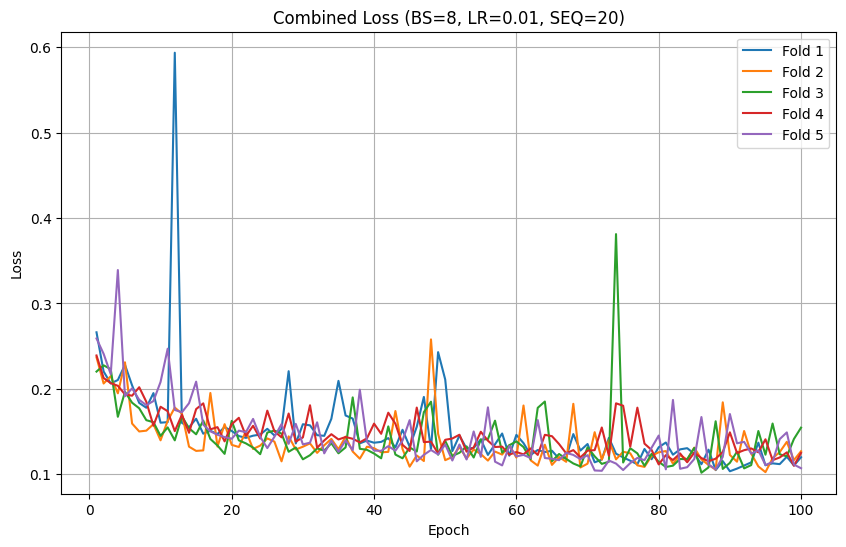 Combined Loss (BS=8, LR=0.01, SEQ=20)
Fold 1
Fold 2
Fold 3
Fold 4
Fold 5
Loss
0.6
0.5
0.4
0.3
0.2
0.1
0 20 40 60 80 100
Epoch